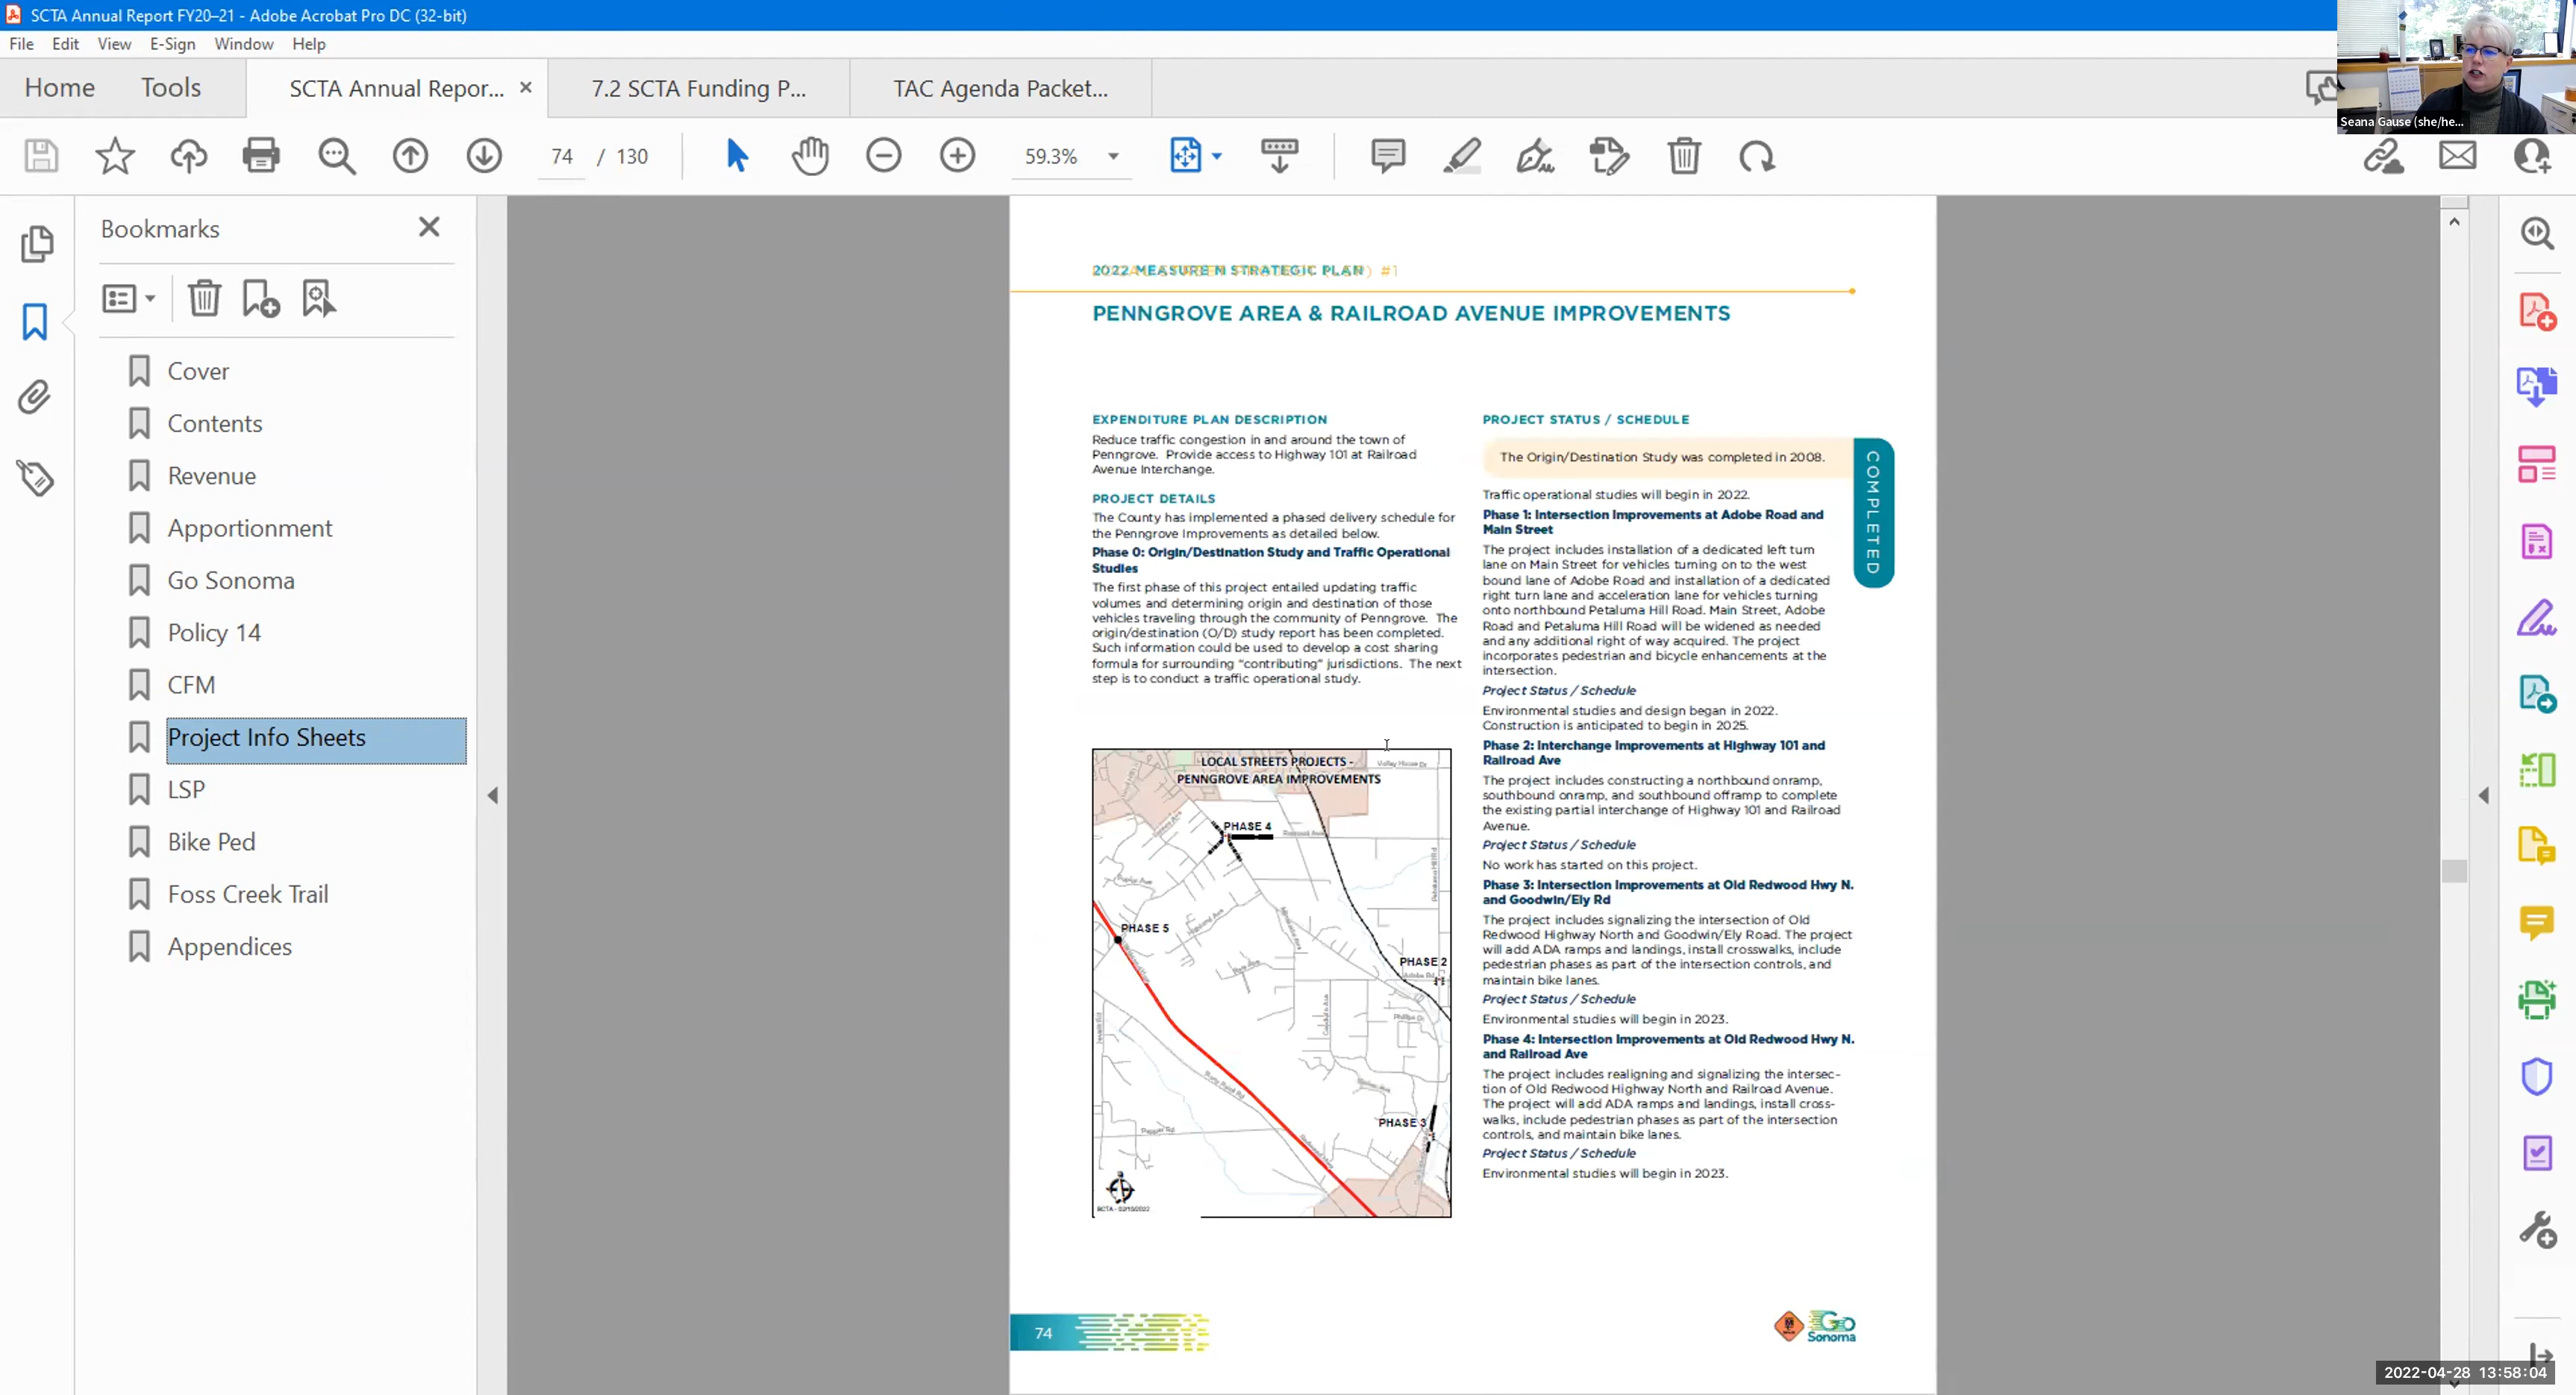 SCTA Annual Report FY20–21 - Adobe Acrobat Pro DC (32-bit)
File Edit View E-Sign Window Help
Home Tools SCTA Annual Repor... × 7.2 SCTA Funding P... TAC Agenda Packet...
Seana Gause (she/he...
74 / 130 59.3%
Bookmarks
Cover
Contents
Revenue
Apportionment
Go Sonoma
Policy 14
CFM
Project Info Sheets
LSP
Bike Ped
Foss Creek Trail
Appendices
2022 MEASURE M STRATEGIC PLAN #1
PENNGROVE AREA & RAILROAD AVENUE IMPROVEMENTS
EXPENDITURE PLAN DESCRIPTION
Reduce traffic congestion in and around the town of
Penngrove. Provide access to Highway 101 at Railroad
Avenue Interchange.
PROJECT DETAILS
The County has implemented a phased delivery schedule for
the Penngrove Improvements as detailed below.
Phase 0: Origin/Destination Study and Traffic Operational
Studies
The first phase of this project entailed updating traffic
volumes and determining origin and destination of those
vehicles traveling through the community of Penngrove. The
origin/destination (O/D) study report has been completed.
Such information could be used to develop a cost sharing
formula for surrounding “contributing” jurisdictions. The next
step is to conduct a traffic operational study.
LOCAL STREETS PROJECTS -
PENNGROVE AREA IMPROVEMENTS
Valley House Dr
PHASE 4
Railroad Ave
PHASE 5
PHASE 2
Adobe Rd
PHASE 3
Pepper Rd
SCTA - 02/10/2022
PROJECT STATUS / SCHEDULE
The Origin/Destination Study was completed in 2008.
COMPLETED
Traffic operational studies will begin in 2022.
Phase 1: Intersection Improvements at Adobe Road and
Main Street
The project includes installation of a dedicated left turn
lane on Main Street for vehicles turning on to the west
bound lane of Adobe Road and installation of a dedicated
right turn lane and acceleration lane for vehicles turning
onto northbound Petaluma Hill Road. Main Street, Adobe
Road and Petaluma Hill Road will be widened as needed
and any additional right of way acquired. The project
incorporates pedestrian and bicycle enhancements at the
intersection.
Project Status / Schedule
Environmental studies and design began in 2022.
Construction is anticipated to begin in 2025.
Phase 2: Interchange Improvements at Highway 101 and
Railroad Ave
The project includes constructing a northbound onramp,
southbound onramp, and southbound offramp to complete
the existing partial interchange of Highway 101 and Railroad
Avenue.
Project Status / Schedule
No work has started on this project.
Phase 3: Intersection Improvements at Old Redwood Hwy N.
and Goodwin/Ely Rd
The project includes signalizing the intersection of Old
Redwood Highway North and Goodwin/Ely Road. The project
will add ADA ramps and landings, install crosswalks, include
pedestrian phases as part of the intersection controls, and
maintain bike lanes.
Project Status / Schedule
Environmental studies will begin in 2023.
Phase 4: Intersection Improvements at Old Redwood Hwy N.
and Railroad Ave
The project includes realigning and signalizing the intersec-
tion of Old Redwood Highway North and Railroad Avenue.
The project will add ADA ramps and landings, install cross-
walks, include pedestrian phases as part of the intersection
controls, and maintain bike lanes.
Project Status / Schedule
Environmental studies will begin in 2023.
74
Go
Sonoma
2022-04-28 13:58:04